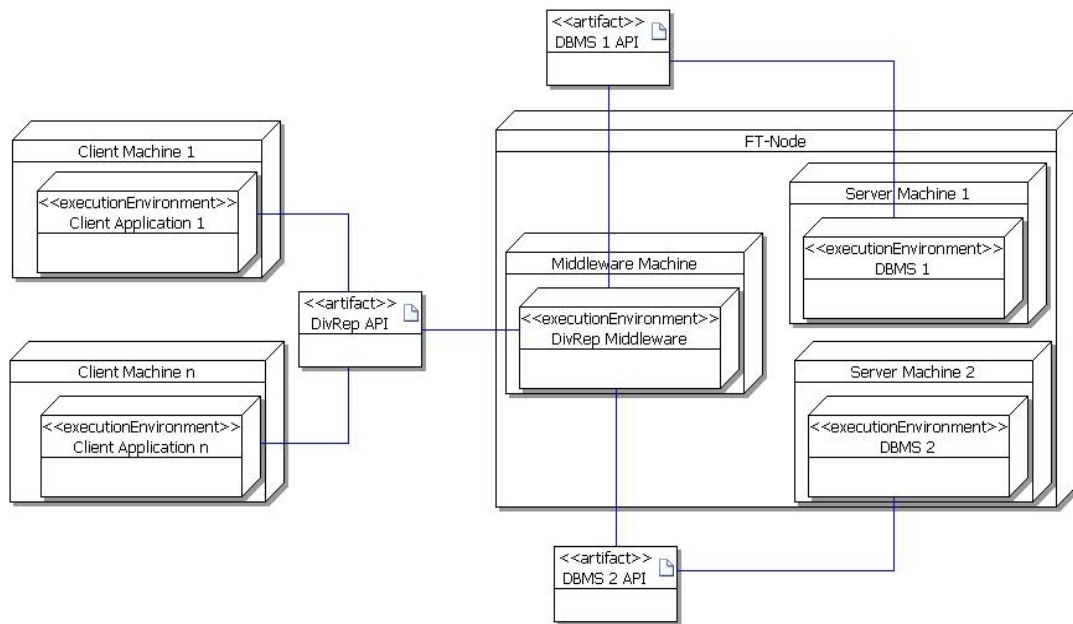 <<artifact>>
DBMS 1 API
FT-Node
Client Machine 1
<<executionEnvironment>>
Client Application 1
Server Machine 1
<<executionEnvironment>>
DBMS 1
Middleware Machine
<<executionEnvironment>>
DivRep Middleware
<<artifact>>
DivRep API
Client Machine n
<<executionEnvironment>>
Client Application n
Server Machine 2
<<executionEnvironment>>
DBMS 2
<<artifact>>
DBMS 2 API